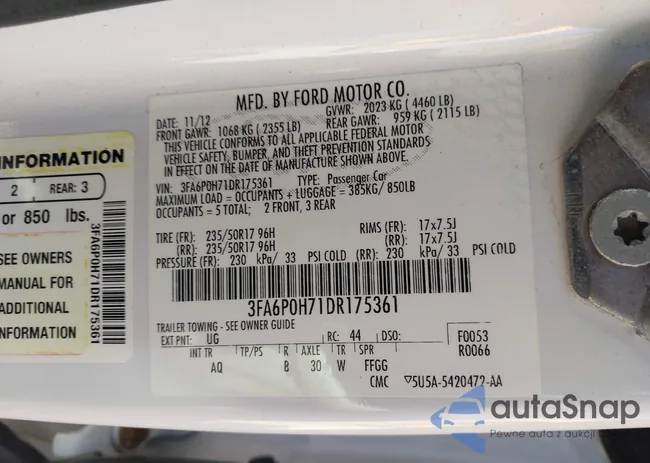 MFD. BY FORD MOTOR CO.
DATE: 11/12 GVWR: 2023 KG ( 4460 LB)
FRONT GAWR: 1068 KG ( 2355 LB) REAR GAWR: 959 KG ( 2115 LB)
THIS VEHICLE CONFORMS TO ALL APPLICABLE FEDERAL MOTOR
VEHICLE SAFETY, BUMPER, AND THEFT PREVENTION STANDARDS
IN EFFECT ON THE DATE OF MANUFACTURE SHOWN ABOVE.
VIN: 3FA6P0H71DR175361 TYPE: Passenger Car
MAXIMUM LOAD = OCCUPANTS + LUGGAGE = 385KG/ 850LB
OCCUPANTS = 5 TOTAL: 2 FRONT, 3 REAR
TIRE (FR): 235/50R17 96H RIMS (FR): 17x7.5J
(RR): 235/50R17 96H (RR): 17x7.5J
PRESSURE (FR): 230 kPa/ 33 PSI COLD (RR): 230 kPa/ 33 PSI COLD
3FA6P0H71DR175361
TRAILER TOWING - SEE OWNER GUIDE
EXT PNT: UG RC: 44 DSO: F0053
R0066
INT TR TP/PS R AXLE TR SPR
AQ B 30 W FFGG
CMC ▽5U5A-5420472-AA
INFORMATION
2 REAR: 3
or 850 lbs.
SEE OWNERS
MANUAL FOR
ADDITIONAL
INFORMATION
3FA6P0H71DR175361
autaSnap
Pewne auta z aukcji